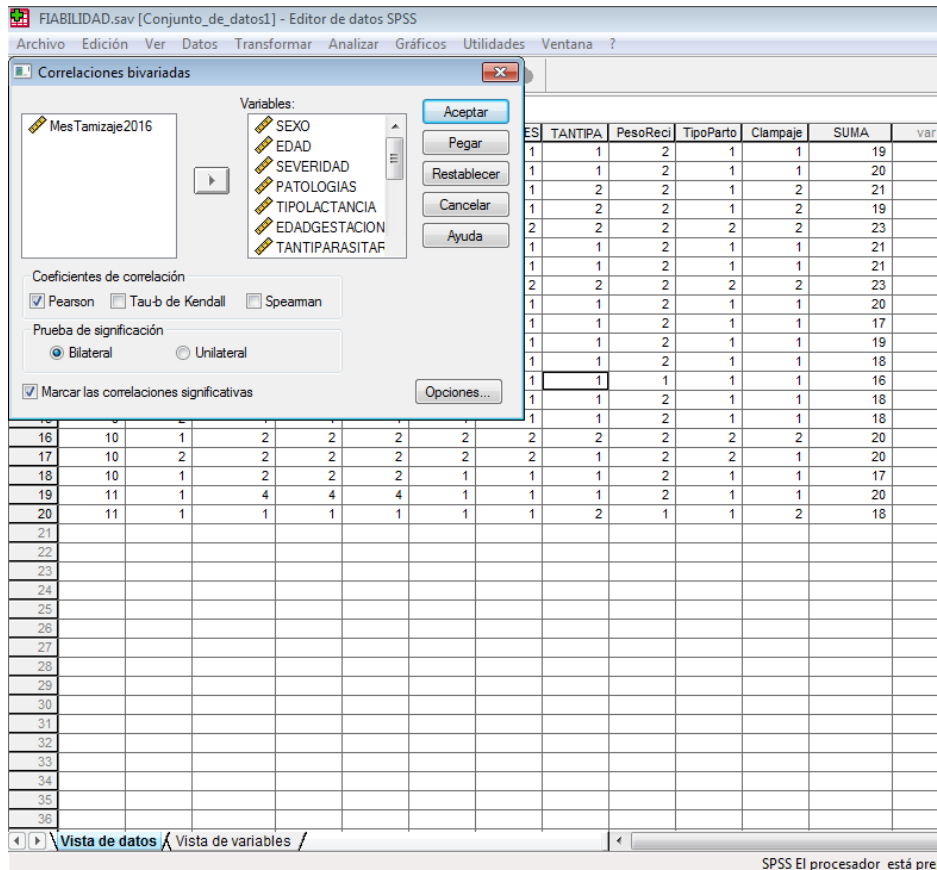 FIABILIDAD.sav [Conjunto_de_datos1] - Editor de datos SPSS
Archivo Edición Ver Datos Transformar Analizar Gráficos Utilidades Ventana ?
Correlaciones bivariadas
Variables:
MesTamizaje2016
SEXO
EDAD
SEVERIDAD
PATOLOGIAS
TIPOLACTANCIA
EDADGESTACION
TANTIPARASITAR
Aceptar
Pegar
Restablecer
Cancelar
Ayuda
Coeficientes de correlación
Pearson Tau-b de Kendall Spearman
Prueba de significación
Bilateral Unilateral
Marcar las correlaciones significativas
Opciones...
ES TANTIPA PesoReci TipoParto Clampaje SUMA var
1 1 2 1 1 19
1 1 2 1 1 20
1 2 2 1 2 21
1 2 2 1 2 19
2 2 2 2 2 23
1 1 2 1 1 21
1 1 2 1 1 21
2 2 2 2 2 23
1 1 2 1 1 20
1 1 2 1 1 17
1 1 2 1 1 19
1 1 2 1 1 18
1 1 1 1 1 16
1 1 2 1 1 18
1 1 2 1 1 18
16 10 1 2 2 2 2 2 2 2 2 2 20
17 10 2 2 2 2 2 2 1 2 2 1 20
18 10 1 2 2 2 1 1 1 2 1 1 17
19 11 1 4 4 4 1 1 1 2 1 1 20
20 11 1 1 1 1 1 1 2 1 1 2 18
21
22
23
24
25
26
27
28
29
30
31
32
33
34
35
36
Vista de datos Vista de variables
SPSS El procesador está pre